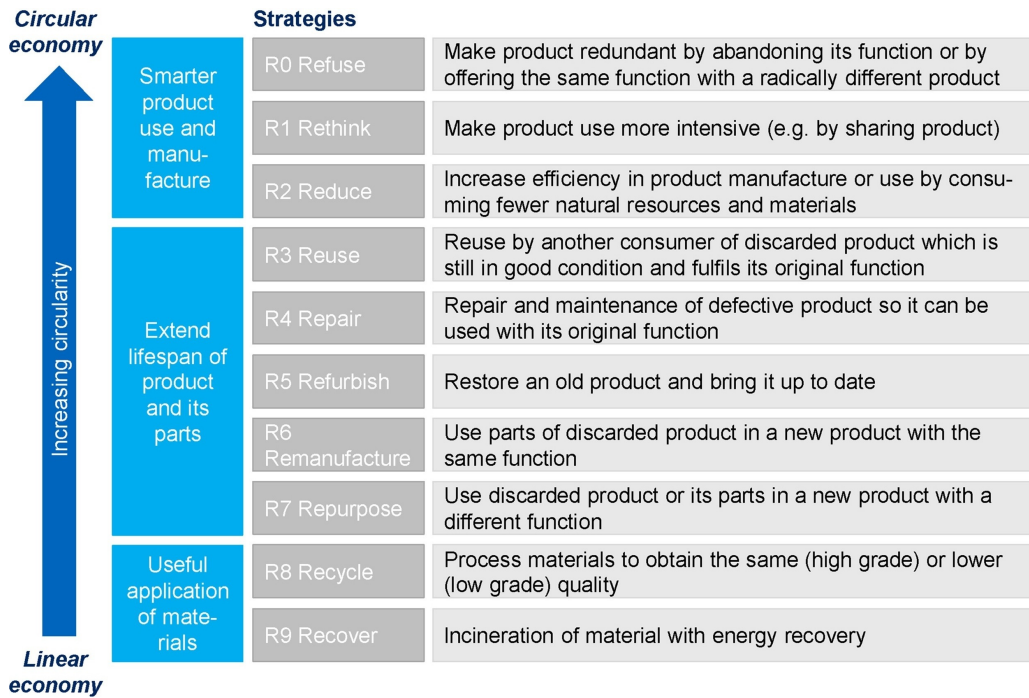 Circular
economy
Strategies
Smarter
product
use and
manu-
facture
R0 Refuse
Make product redundant by abandoning its function or by
offering the same function with a radically different product
R1 Rethink
Make product use more intensive (e.g. by sharing product)
R2 Reduce
Increase efficiency in product manufacture or use by consu-
ming fewer natural resources and materials
Increasing circularity
Extend
lifespan of
product
and its
parts
R3 Reuse
Reuse by another consumer of discarded product which is
still in good condition and fulfils its original function
R4 Repair
Repair and maintenance of defective product so it can be
used with its original function
R5 Refurbish
Restore an old product and bring it up to date
R6
Remanufacture
Use parts of discarded product in a new product with the
same function
R7 Repurpose
Use discarded product or its parts in a new product with a
different function
Useful
application
of mate-
rials
R8 Recycle
Process materials to obtain the same (high grade) or lower
(low grade) quality
R9 Recover
Incineration of material with energy recovery
Linear
economy